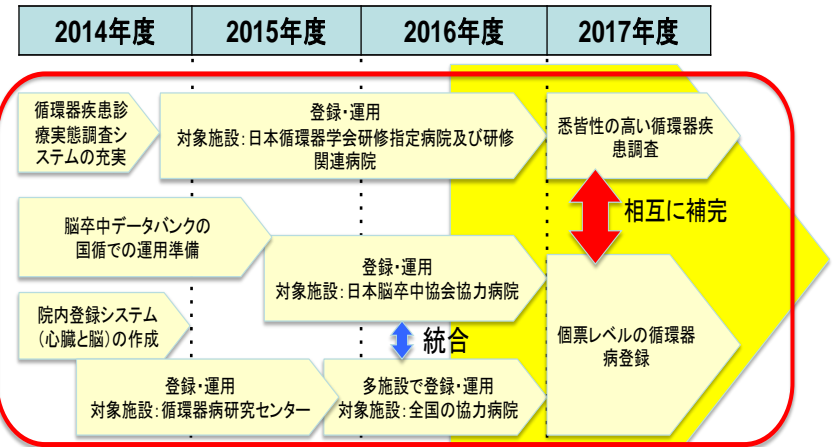 2014年度
2015年度
2016年度
2017年度
循環器疾患診
療実態調査シ
ステムの充実
登録・運用
対象施設：日本循環器学会研修指定病院及び研修
関連病院
悉皆性の高い循環器疾
患調査
相互に補完
脳卒中データバンクの
国循での運用準備
登録・運用
対象施設：日本脳卒中協会協力病院
院内登録システム
（心臓と脳）の作成
統合
個票レベルの循環器
病登録
登録・運用
対象施設：循環器病研究センター
多施設で登録・運用
対象施設：全国の協力病院